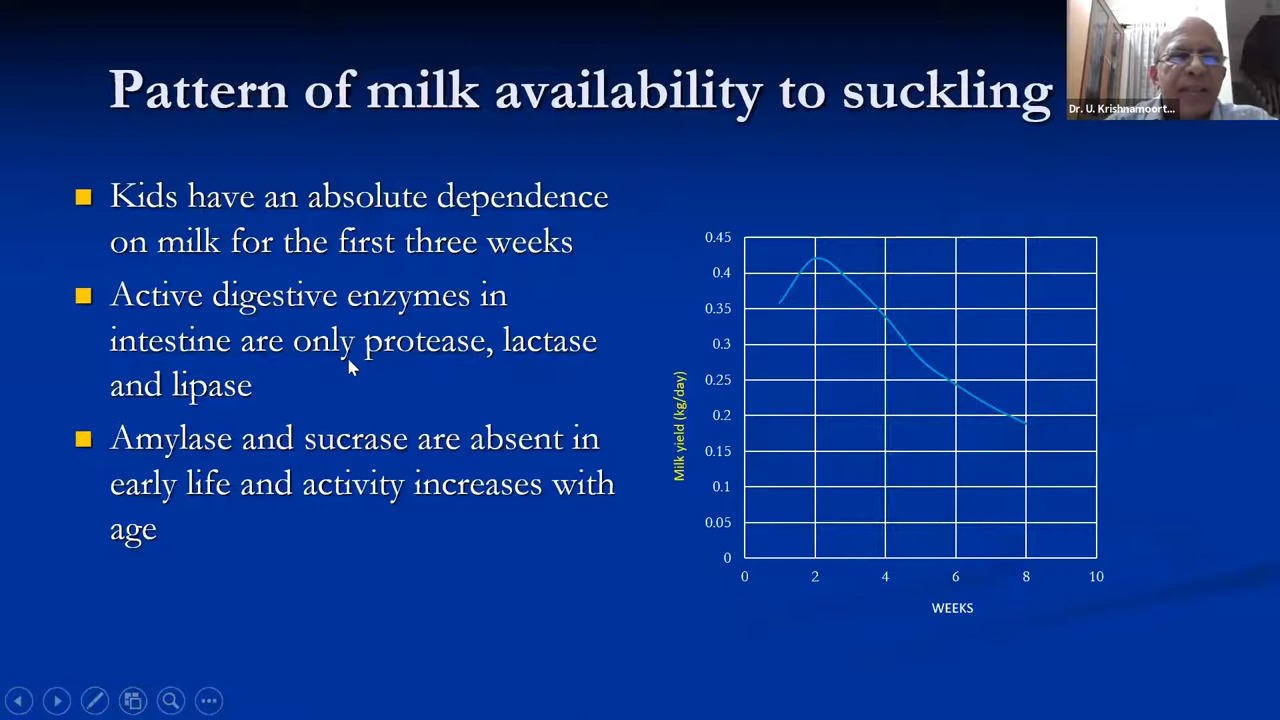 Pattern of milk availability to suckling
Dr. U. Krishnamoort...
Kids have an absolute dependence
on milk for the first three weeks
Active digestive enzymes in
intestine are only protease, lactase
and lipase
Amylase and sucrase are absent in
early life and activity increases with
age
Milk yield (kg/day)
0.45
0.4
0.35
0.3
0.25
0.2
0.15
0.1
0.05
0
0 2 4 6 8 10
WEEKS